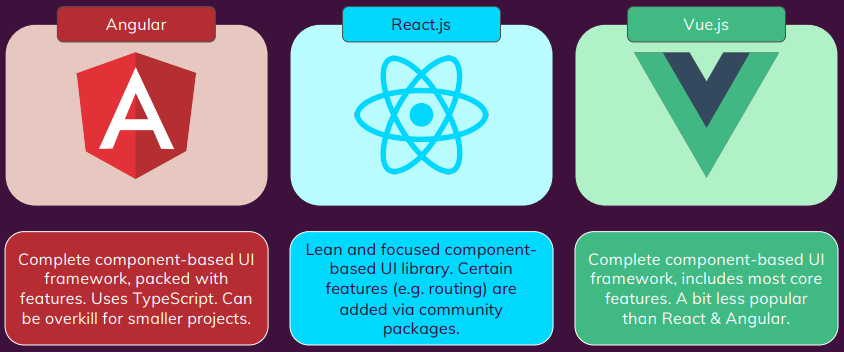 Angular
React.js
Vue.js
Complete component-based UI
framework, packed with
features. Uses TypeScript. Can
be overkill for smaller projects.
Lean and focused component-
based UI library. Certain
features (e.g. routing) are
added via community
packages.
Complete component-based UI
framework, includes most core
features. A bit less popular
than React & Angular.